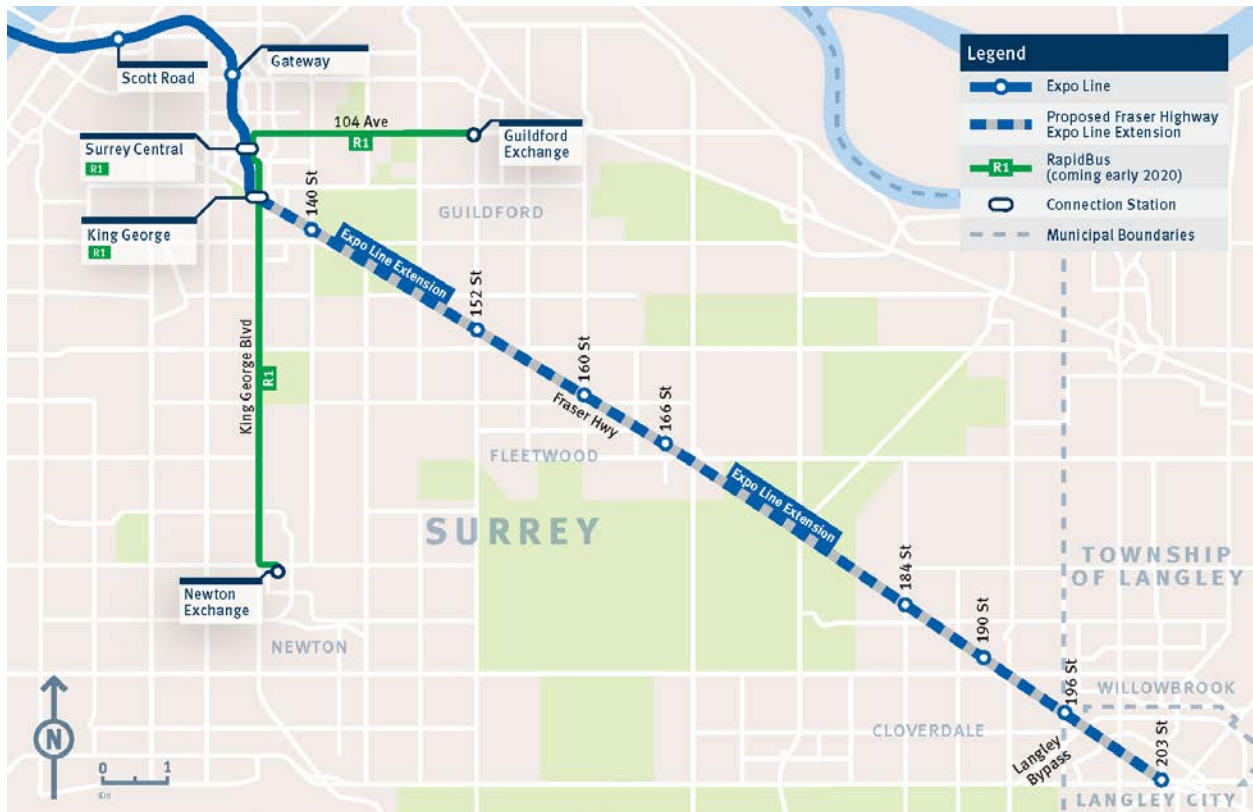 Scott Road
Gateway
104 Ave
R1
Guildford
Exchange
Surrey Central
R1
King George
R1
140 St
GUILDFORD
Expo Line Extension
152 St
160 St
Fraser Hwy
166 St
King George Blvd
R1
FLEETWOOD
SURREY
Expo Line Extension
184 St
190 St
196 St
203 St
Newton
Exchange
NEWTON
TOWNSHIP
OF LANGLEY
WILLOWBROOK
CLOVERDALE
Langley
Bypass
LANGLEY CITY
N
0 1
Km
Legend
Expo Line
Proposed Fraser Highway
Expo Line Extension
R1
RapidBus
(coming early 2020)
Connection Station
Municipal Boundaries